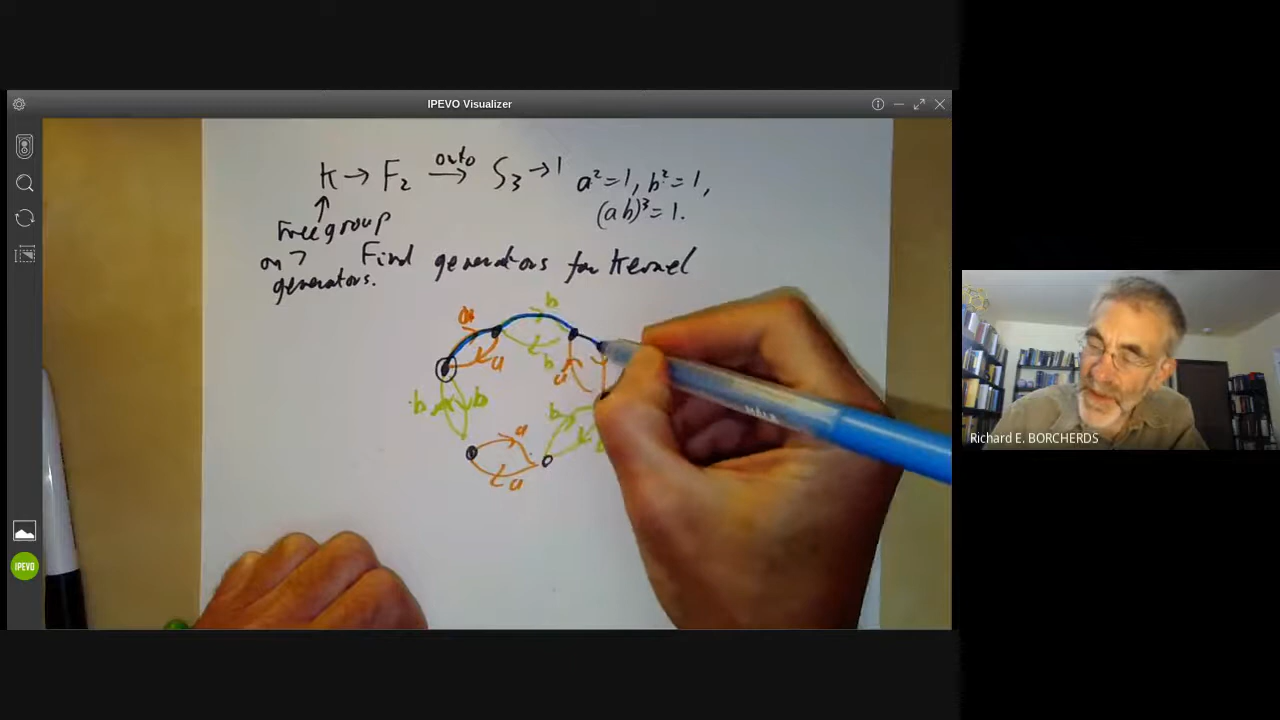 IPEVO Visualizer
K → F₂ onto → S₃ → 1 a² = 1, b² = 1,
(ab)³ = 1.
Free group
on 7
generators.
Find generators for kernel
a
b
a
b
a
b
b
a
b
a
IPEVO
Richard E. BORCHERDS